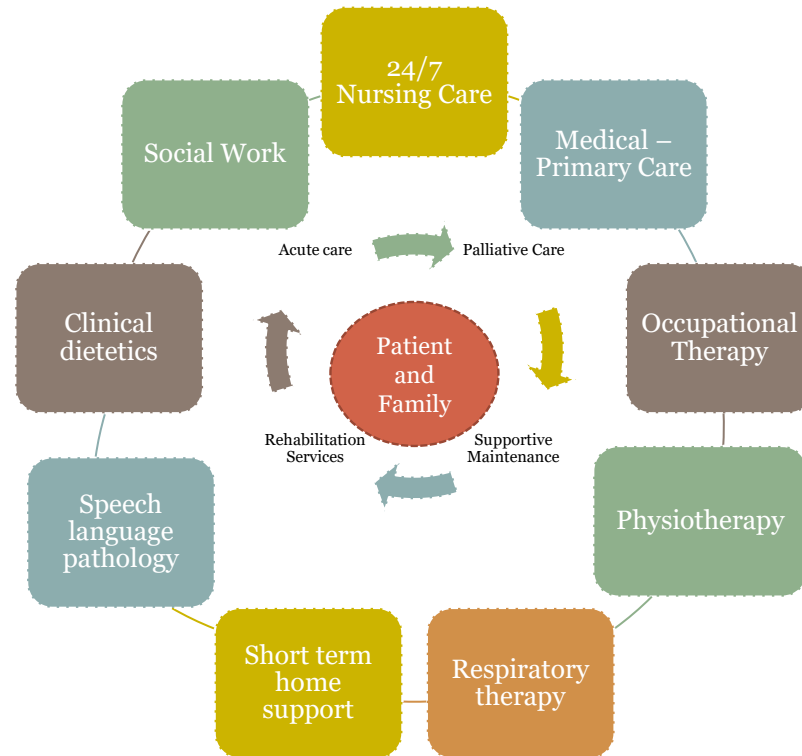 24/7
Nursing Care
Medical –
Primary Care
Occupational
Therapy
Physiotherapy
Respiratory
therapy
Short term
home
support
Speech
language
pathology
Clinical
dietetics
Social Work
Acute care
Palliative Care
Supportive
Maintenance
Rehabilitation
Services
Patient
and
Family